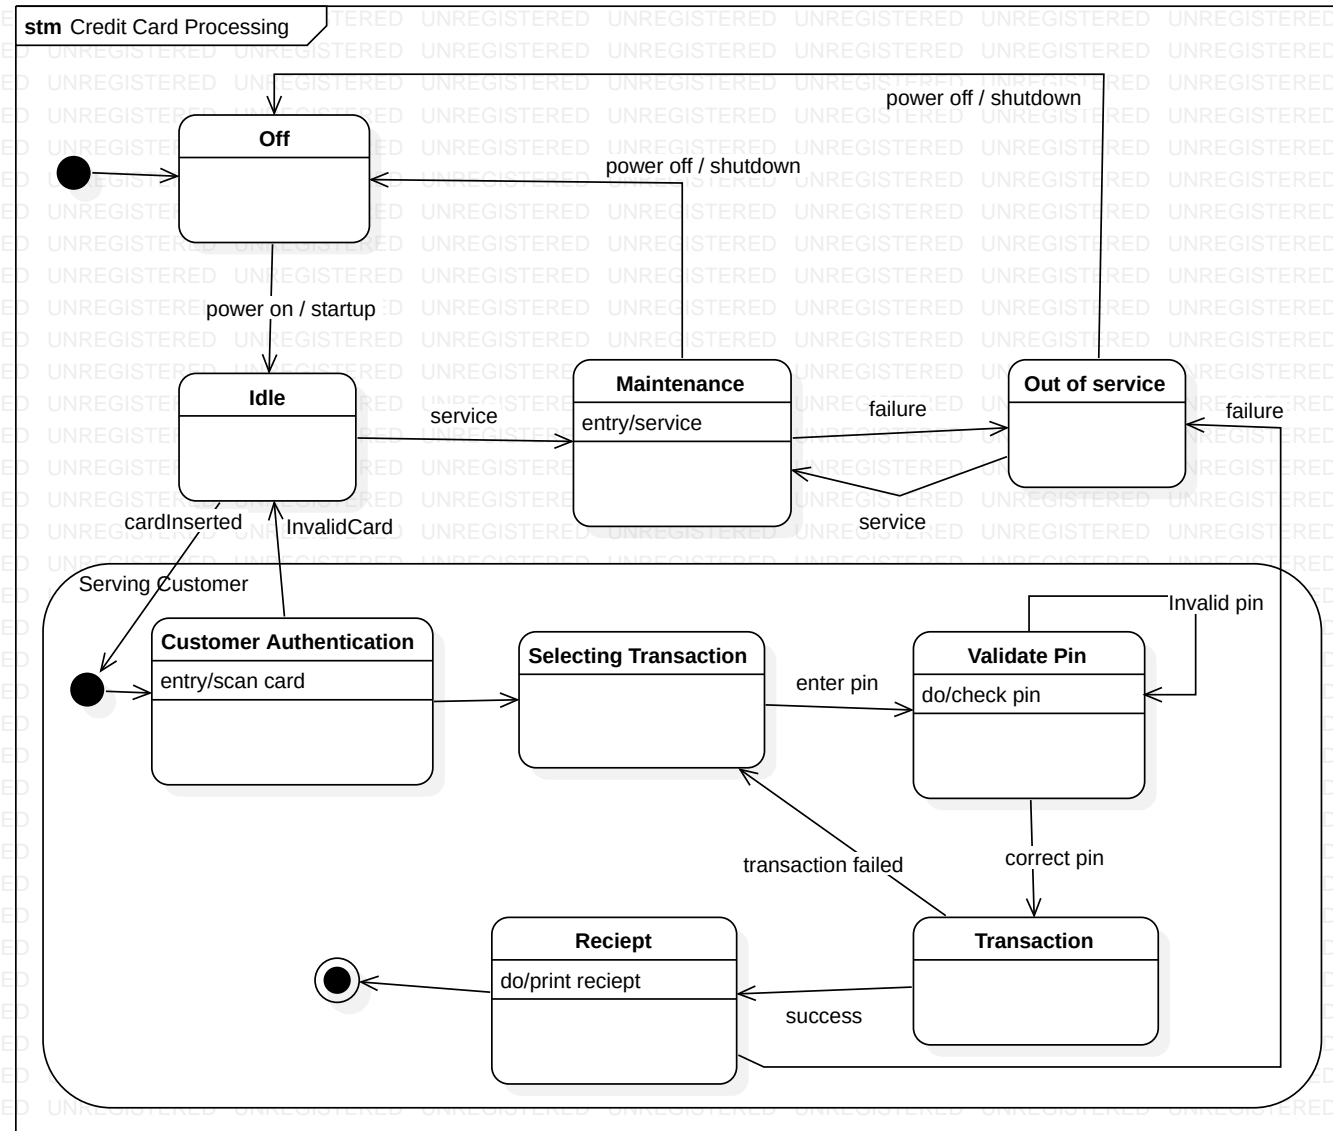 stm Credit Card Processing
power off / shutdown
Off
power off / shutdown
power on / startup
Idle
Maintenance
entry/service
Out of service
service
failure
failure
service
cardInserted
InvalidCard
Serving Customer
Customer Authentication
entry/scan card
Selecting Transaction
enter pin
Validate Pin
do/check pin
Invalid pin
transaction failed
correct pin
Reciept
do/print reciept
Transaction
success
UNREGISTERED